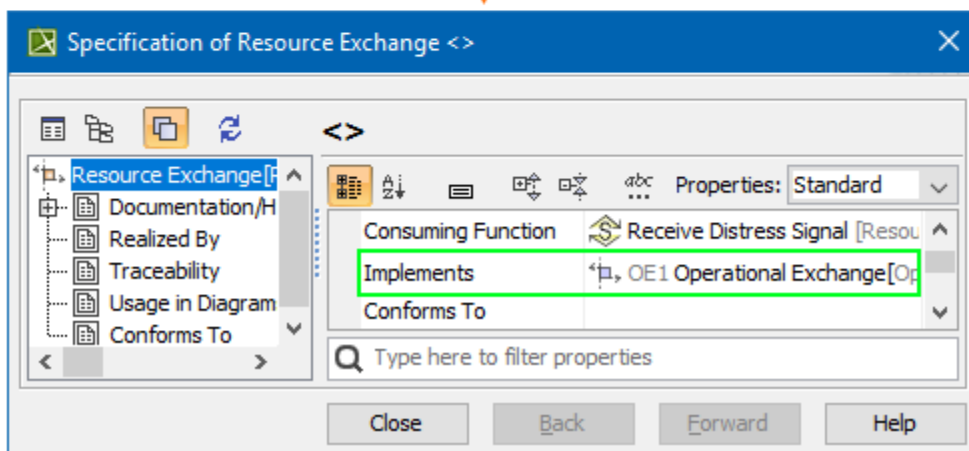 Specification of Resource Exchange <>
<>
Resource Exchange[
Documentation/H
Realized By
Traceability
Usage in Diagram
Conforms To
Properties: Standard
Consuming Function Receive Distress Signal [Resou
Implements OE1 Operational Exchange[Op
Conforms To
Type here to filter properties
Close Back Forward Help